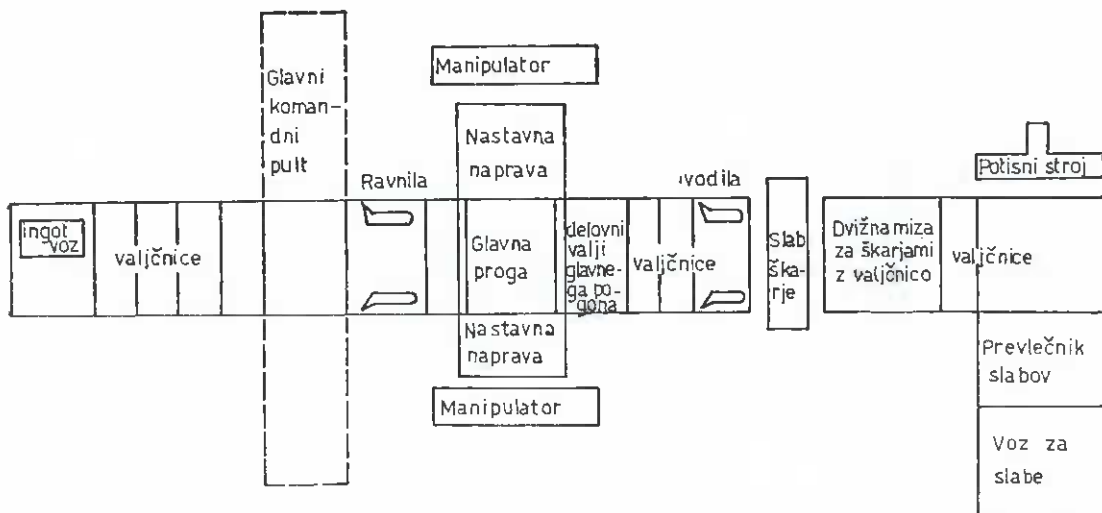 Manipulator
Glavni
koman-
dni
pult
Nastavna
naprava
Potisni stroj
Ravnila
vodila
ingot
voz
valjčnice
Glavna
proga
delovni
valji
glavne-
ga po-
gona
valjčnice
Slab
ška-
rje
Dvižna miza
za škarjami
z valjčnico
valjčnice
Nastavna
naprava
Prevlečnik
slabov
Manipulator
Voz za
slabe